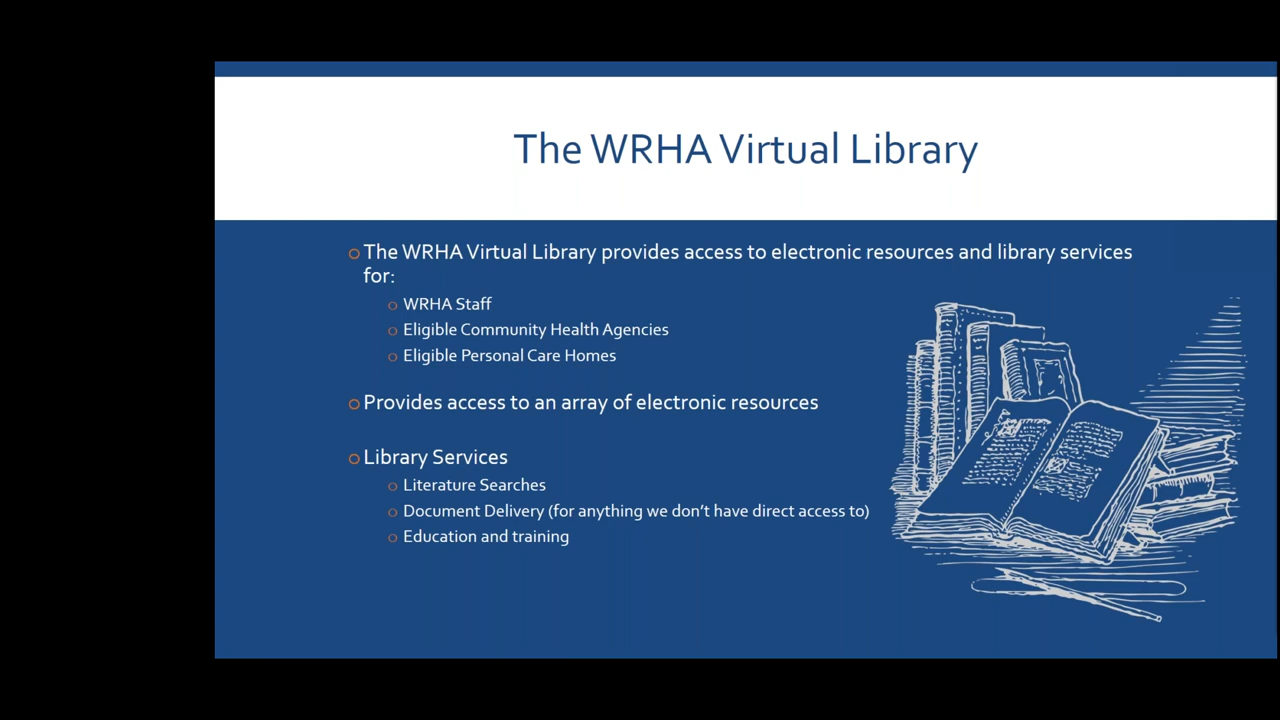 The WRHA Virtual Library
The WRHA Virtual Library provides access to electronic resources and library services
for:
WRHA Staff
Eligible Community Health Agencies
Eligible Personal Care Homes
Provides access to an array of electronic resources
Library Services
Literature Searches
Document Delivery (for anything we don't have direct access to)
Education and training